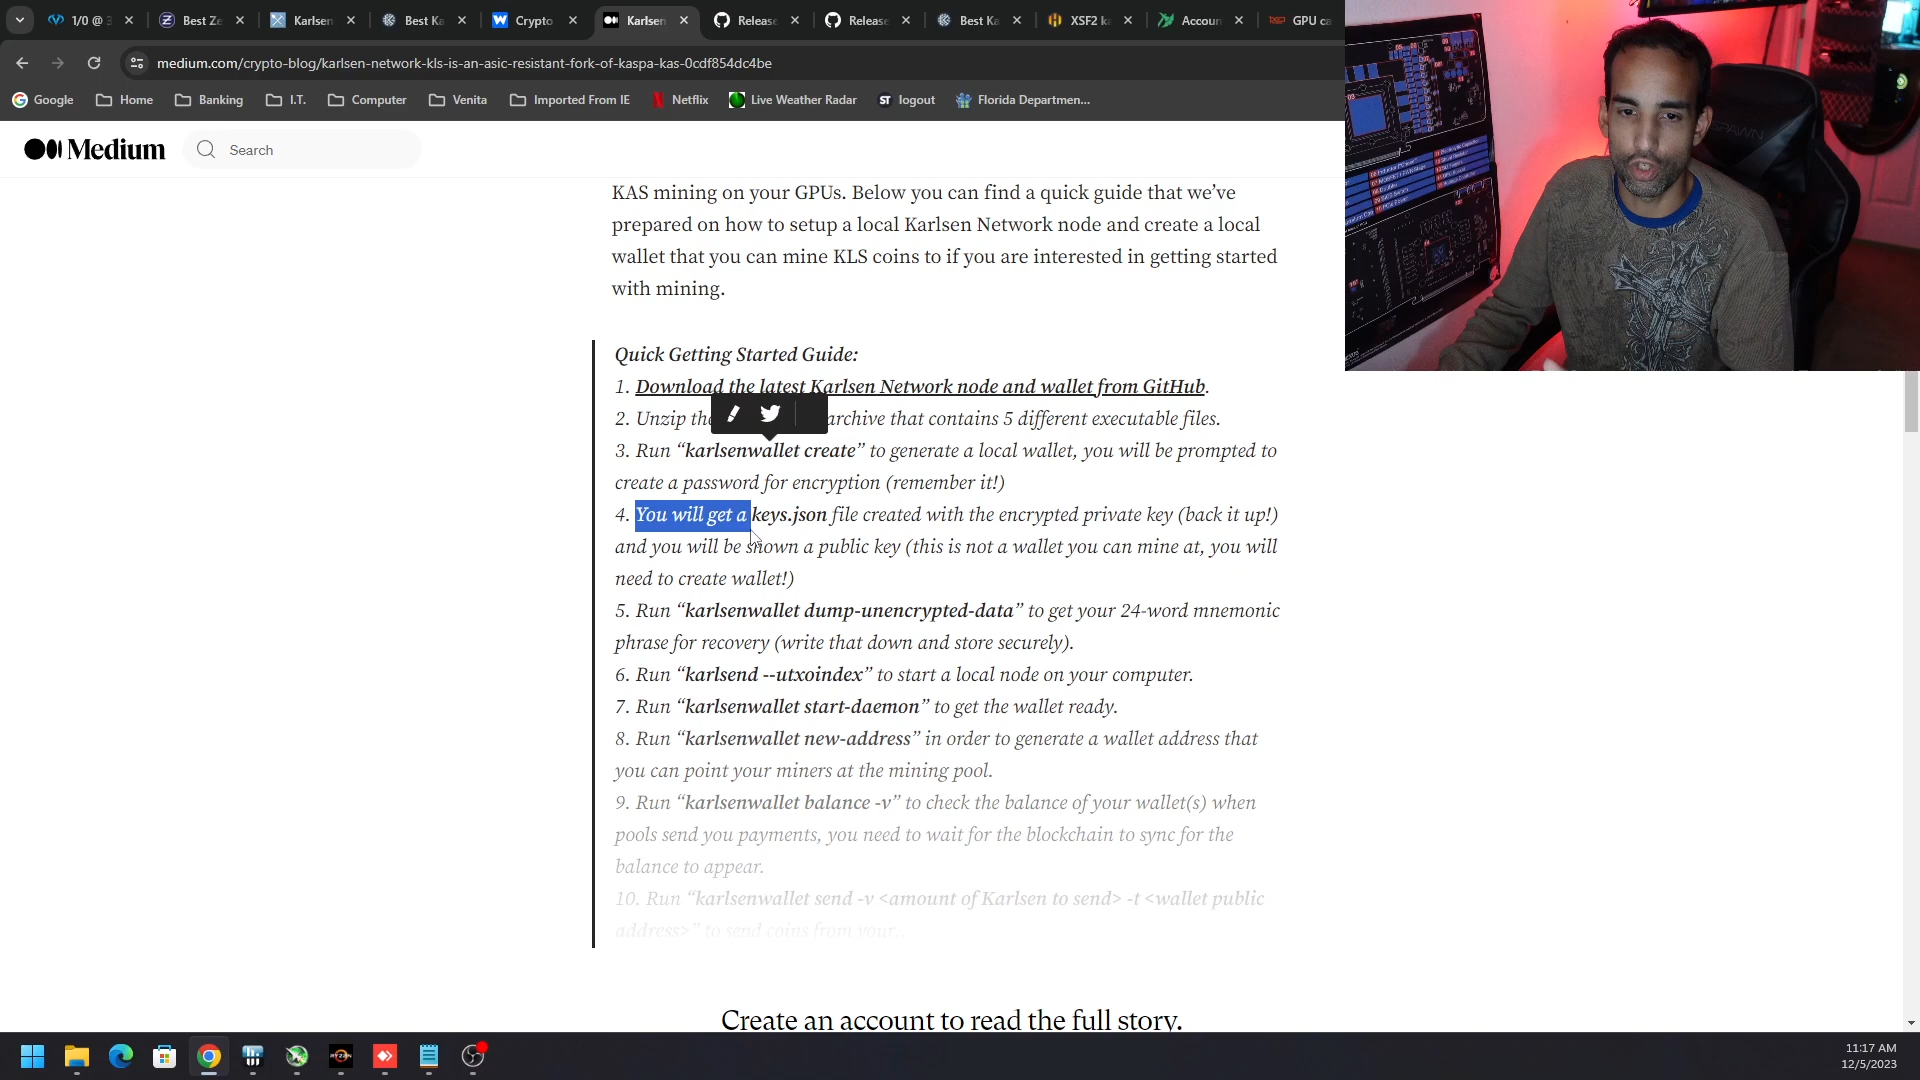 1/0 @ 3
Best Ze
Karlsen
Best Ka
Crypto
Karlsen
Release
Release
Best Ka
XSF2 ka
Accoun
GPU ca
medium.com/crypto-blog/karlsen-network-kls-is-an-asic-resistant-fork-of-kaspa-kas-0cdf854dc4be
Google Home Banking I.T. Computer Venita Imported From IE Netflix Live Weather Radar ST logout Florida Departmen...
Medium
Search
KAS mining on your GPUs. Below you can find a quick guide that we’ve
prepared on how to setup a local Karlsen Network node and create a local
wallet that you can mine KLS coins to if you are interested in getting started
with mining.
Quick Getting Started Guide:
1. Download the latest Karlsen Network node and wallet from GitHub.
2. Unzip the archive that contains 5 different executable files.
3. Run “karlsenwallet create” to generate a local wallet, you will be prompted to
create a password for encryption (remember it!)
4. You will get a keys.json file created with the encrypted private key (back it up!)
and you will be shown a public key (this is not a wallet you can mine at, you will
need to create wallet!)
5. Run “karlsenwallet dump-unencrypted-data” to get your 24-word mnemonic
phrase for recovery (write that down and store securely).
6. Run “karlsend --utxoindex” to start a local node on your computer.
7. Run “karlsenwallet start-daemon” to get the wallet ready.
8. Run “karlsenwallet new-address” in order to generate a wallet address that
you can point your miners at the mining pool.
9. Run “karlsenwallet balance -v” to check the balance of your wallet(s) when
pools send you payments, you need to wait for the blockchain to sync for the
balance to appear.
10. Run “karlsenwallet send -v <amount of Karlsen to send> -t <wallet public
address>” to send coins from your..
Create an account to read the full story.
RYZEN
11:17 AM
12/5/2023